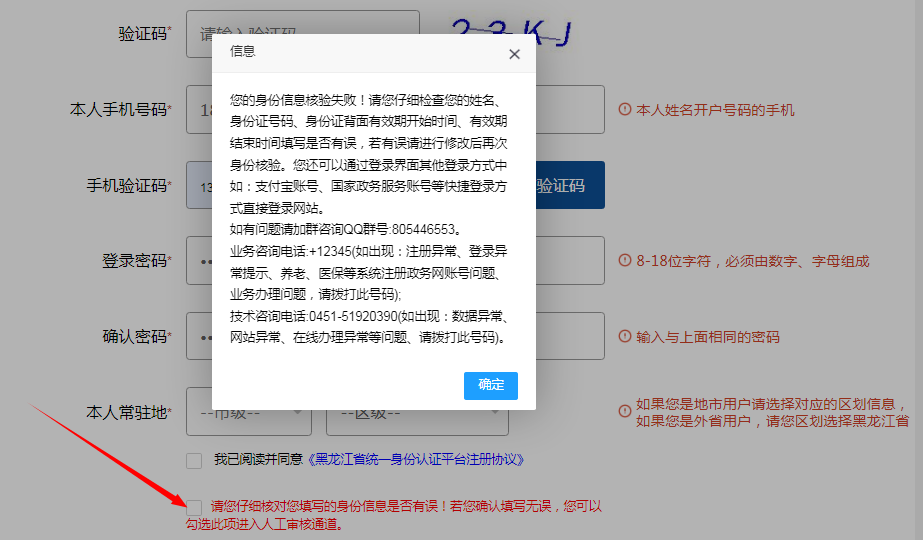 验证码*
请输入验证码
信息
您的身份信息核验失败！请您仔细检查您的姓名、
身份证号码、身份证背面有效期开始时间、有效期
结束时间填写是否有误，若有误请进行修改后再次
身份核验。您还可以通过登录界面其他登录方式中
如：支付宝账号、国家政务服务账号等快捷登录方
式直接登录网站。
如有问题请加群咨询QQ群号:805446553。
业务咨询电话:+12345(如出现：注册异常、登录异
常提示、养老、医保等系统注册政务网账号问题、
业务办理问题，请拨打此号码);
技术咨询电话:0451-51920390(如出现：数据异常、
网站异常、在线办理异常等问题、请拨打此号码)。
确定
本人手机号码*
18
本人姓名开户号码的手机
手机验证码*
13
验证码
登录密码*
8-18位字符，必须由数字、字母组成
确认密码*
输入与上面相同的密码
本人常驻地*
--市级--
--区级--
如果您是地市用户请选择对应的区划信息，
如果您是外省用户，请您区划选择黑龙江省
我已阅读并同意《黑龙江省统一身份认证平台注册协议》
请您仔细核对您填写的身份信息是否有误！若您确认填写无误，您可以
勾选此项进入人工审核通道。